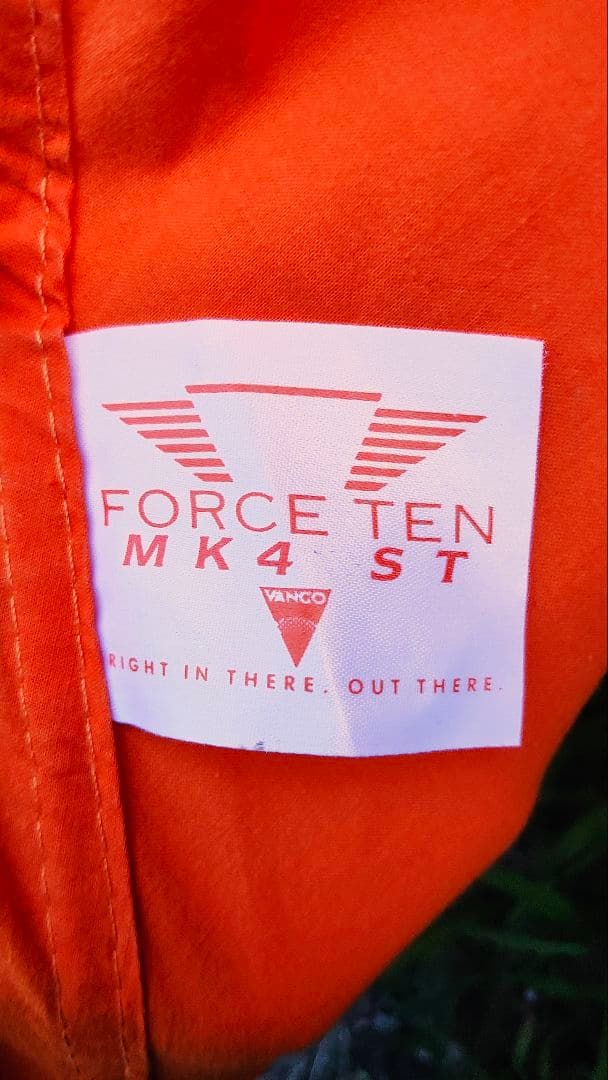 FORCE TEN
MK4 ST
VANGO
RIGHT IN THERE. OUT THERE.